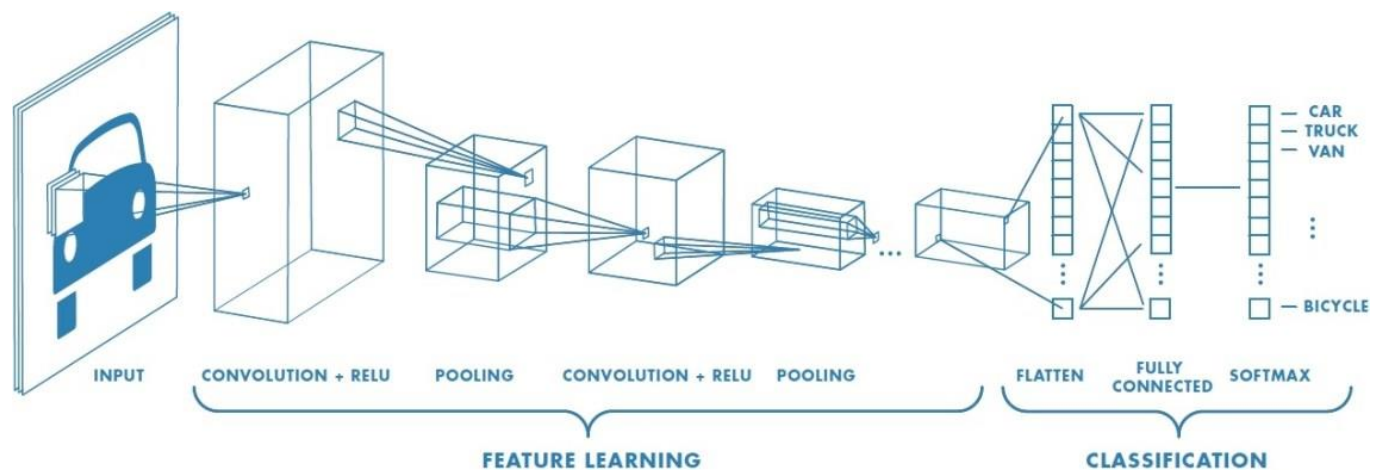 CAR
TRUCK
VAN
BICYCLE
INPUT
CONVOLUTION + RELU
POOLING
CONVOLUTION + RELU
POOLING
FLATTEN
FULLY
CONNECTED
SOFTMAX
FEATURE LEARNING
CLASSIFICATION